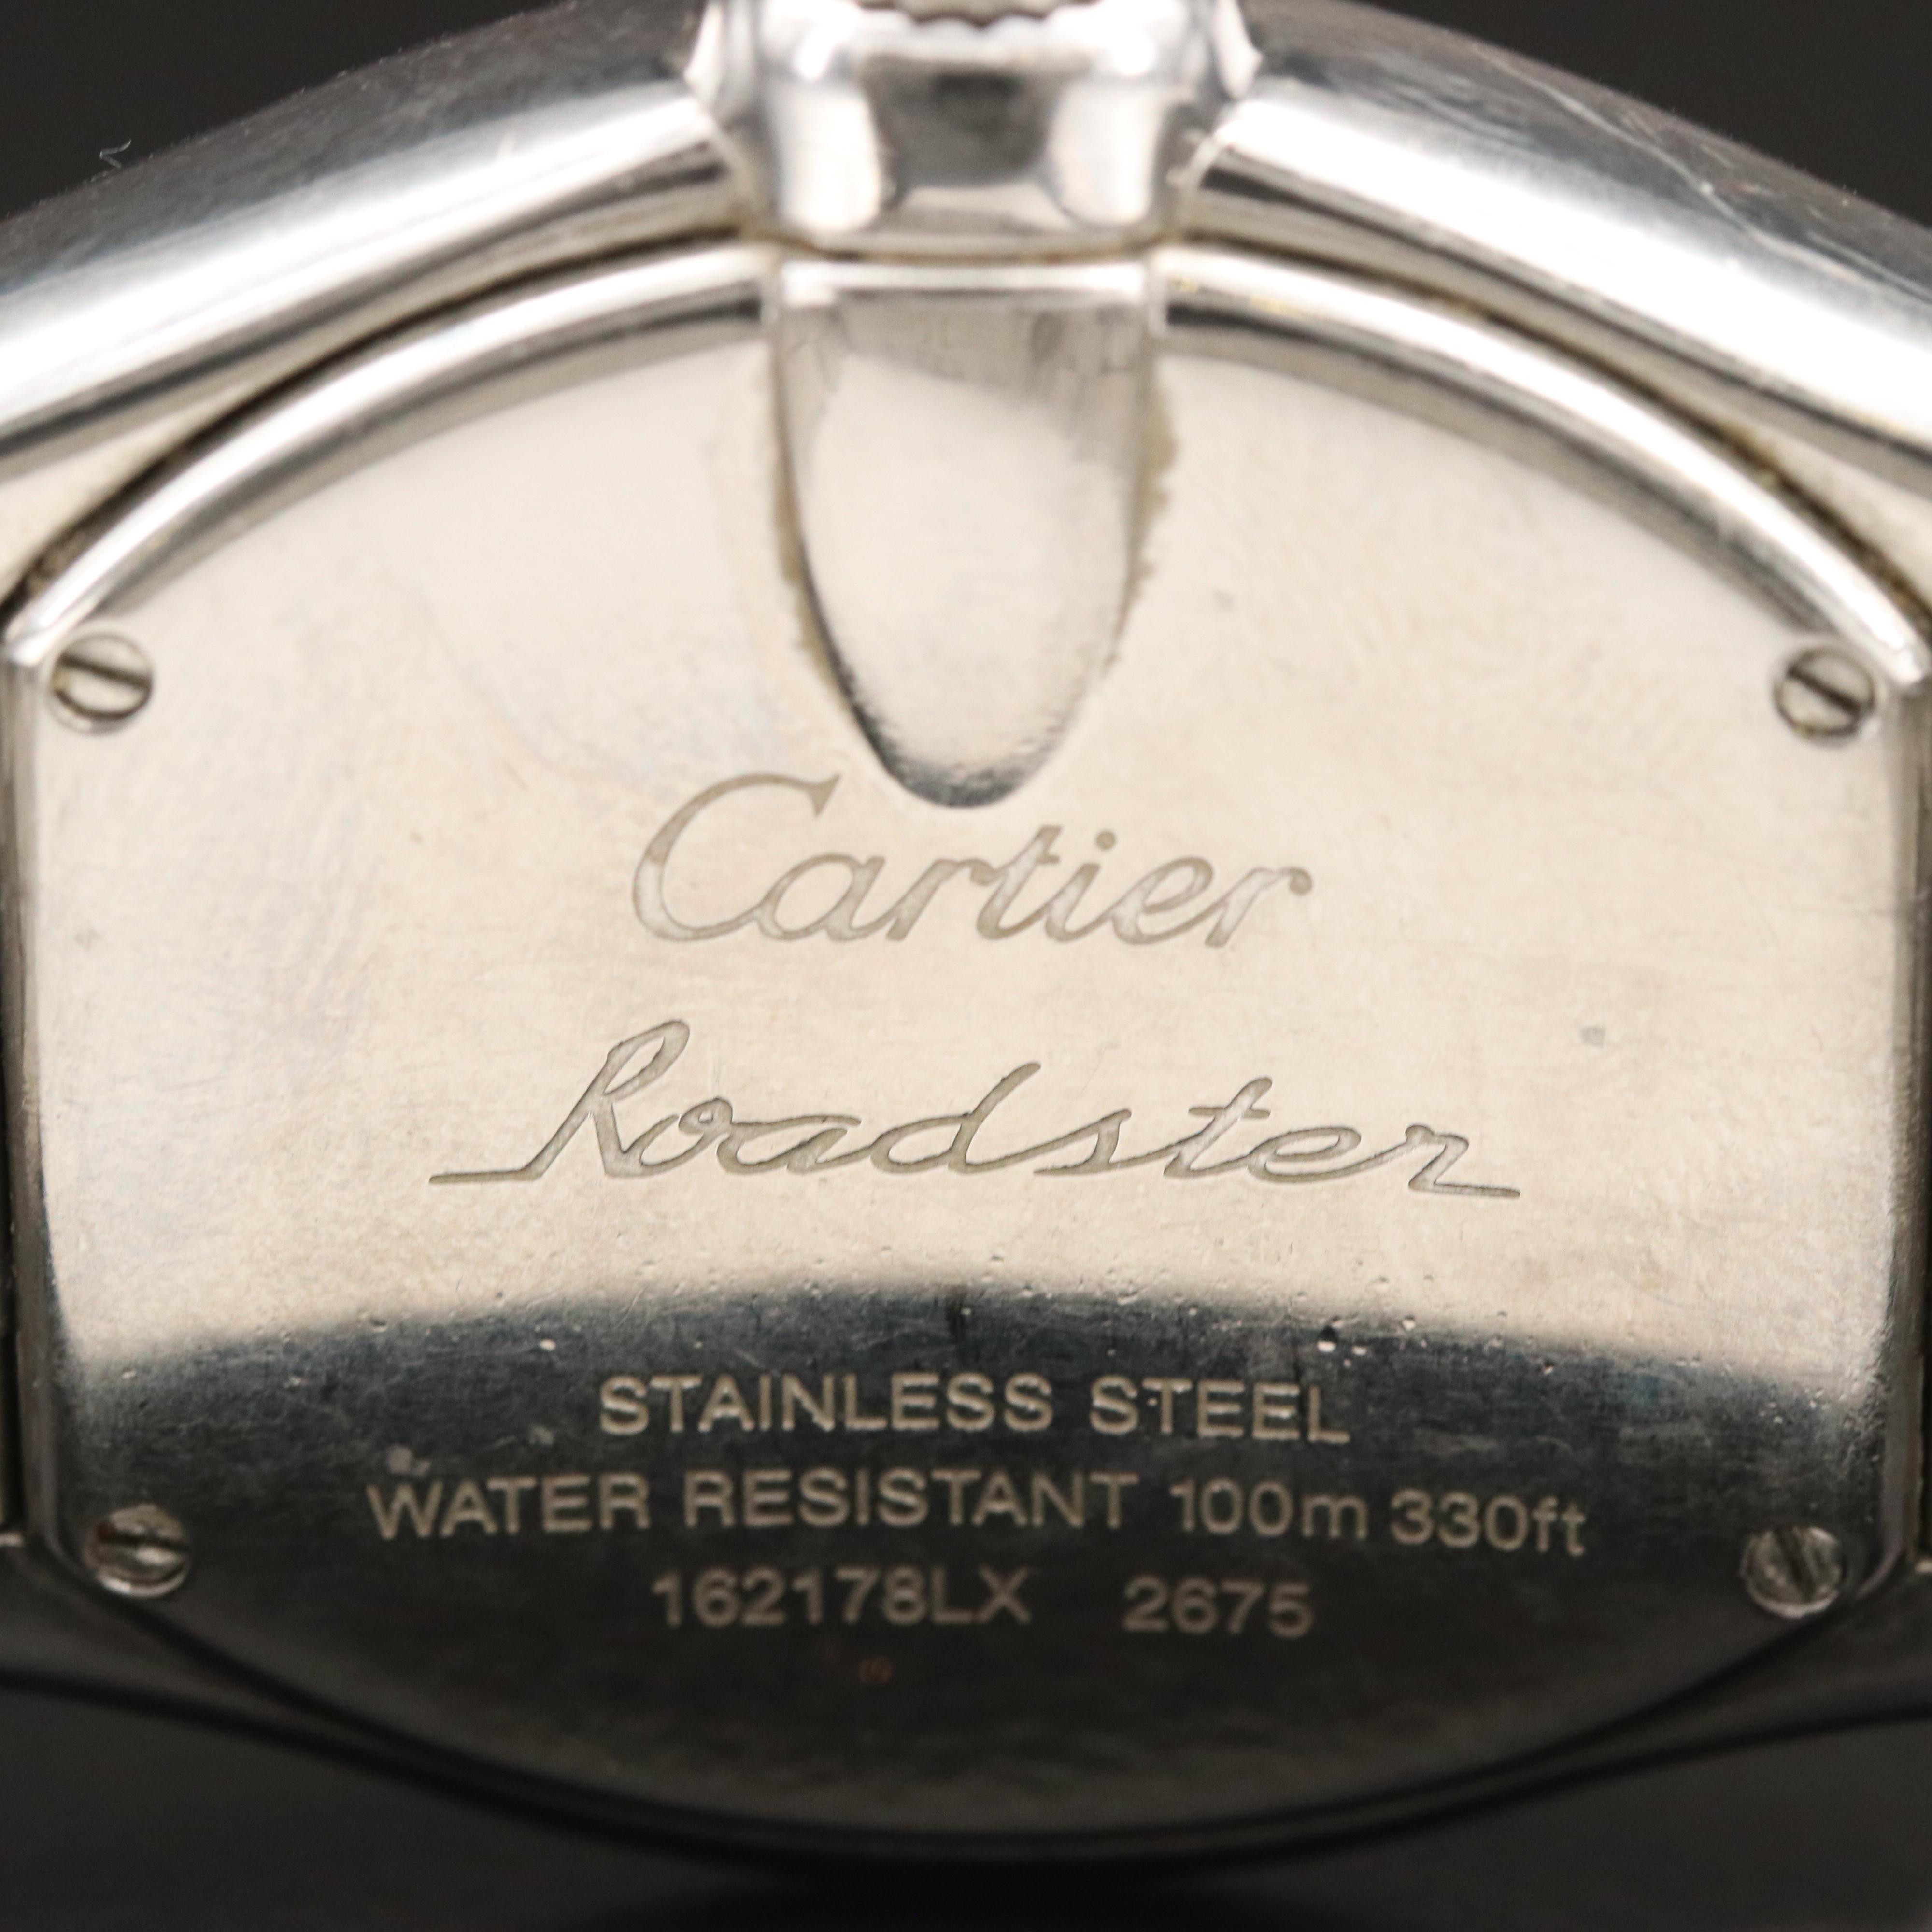 Cartier
Roadster
STAINLESS STEEL
WATER RESISTANT 100m 330ft
162178LX 2675